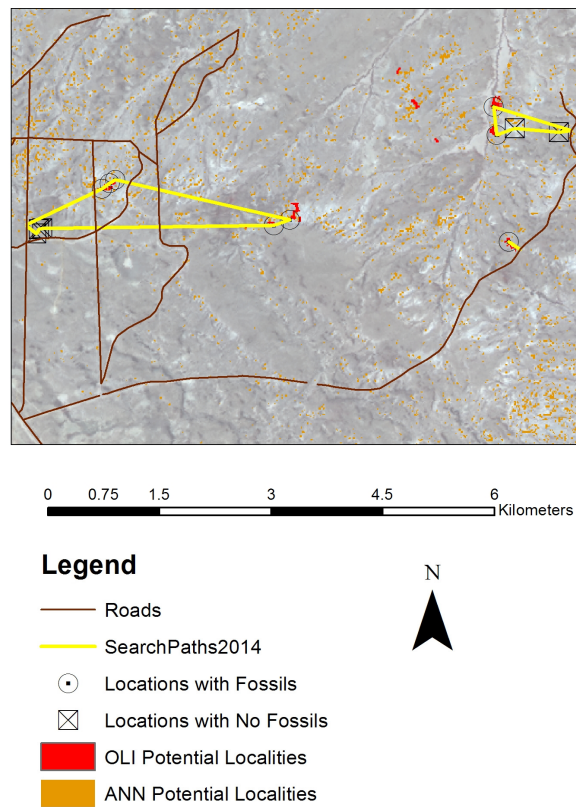 0 0.75 1.5 3 4.5 6
Kilometers
Legend
N
Roads
SearchPaths2014
Locations with Fossils
Locations with No Fossils
OLI Potential Localities
ANN Potential Localities